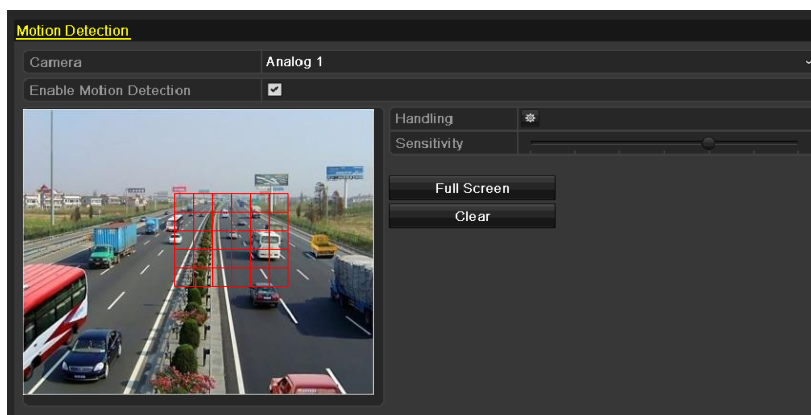 Motion Detection
Camera
Analog 1
Enable Motion Detection
Handling
Sensitivity
Full Screen
Clear